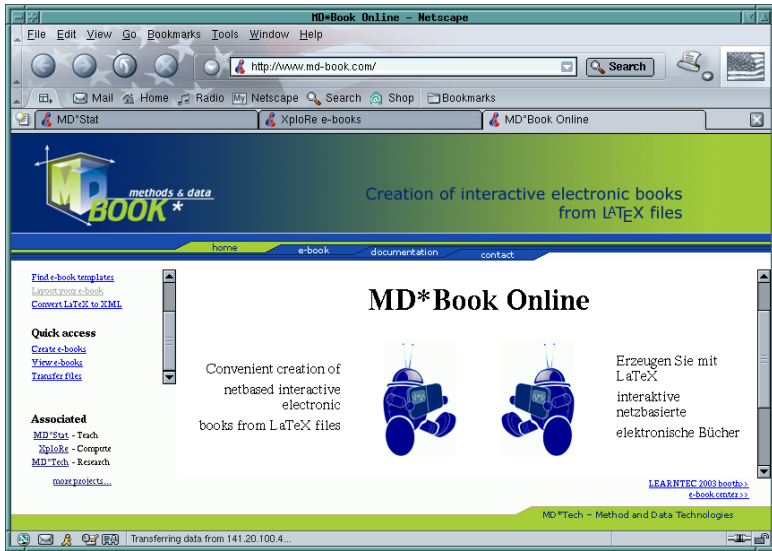 MD*Book Online - Netscape
File Edit View Go Bookmarks Tools Window Help
http://www.md-book.com/ Search
Mail Home Radio My Netscape Search Shop Bookmarks
MD*Stat XploRe e-books MD*Book Online
MD
BOOK*
methods & data
Creation of interactive electronic books
from LATEX files
home e-book documentation contact
Find e-book templates
Layout your e-book
Convert LaTeX to XML
Quick access
Create e-books
View e-books
Transfer files
Associated
MD*Stat - Teach
XploRe - Compute
MD*Tech - Research
more projects...
MD*Book Online
Convenient creation of
netbased interactive
electronic
books from LaTeX files
Erzeugen Sie mit
LaTeX
interaktive
netzbasierte
elektronische Bücher
LEARNTEC 2003 booth>>
e-book center>>
MD*Tech - Method and Data Technologies
Transferring data from 141.20.100.4...